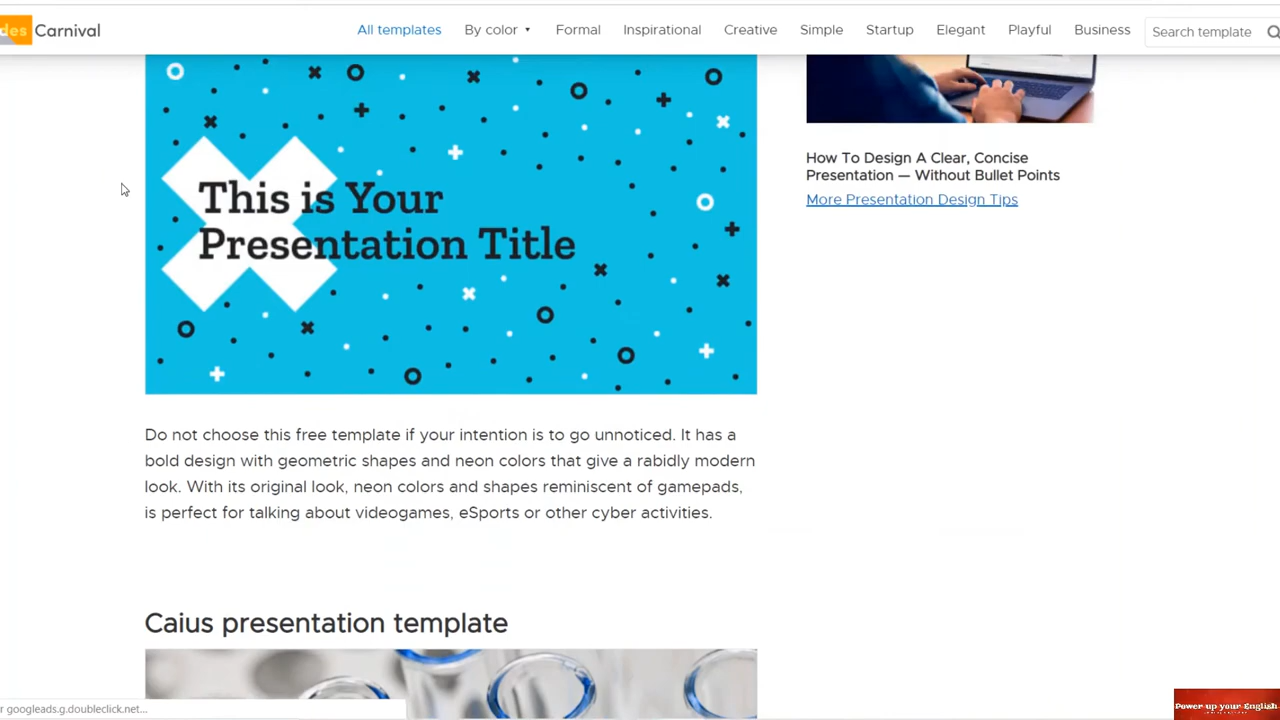 des Carnival
All templates By color Formal Inspirational Creative Simple Startup Elegant Playful Business Search template
This is Your
Presentation Title
How To Design A Clear, Concise
Presentation — Without Bullet Points
More Presentation Design Tips
Do not choose this free template if your intention is to go unnoticed. It has a
bold design with geometric shapes and neon colors that give a rabidly modern
look. With its original look, neon colors and shapes reminiscent of gamepads,
is perfect for talking about videogames, eSports or other cyber activities.
Caius presentation template
r googleads.g.doubleclick.net...
Power up your English